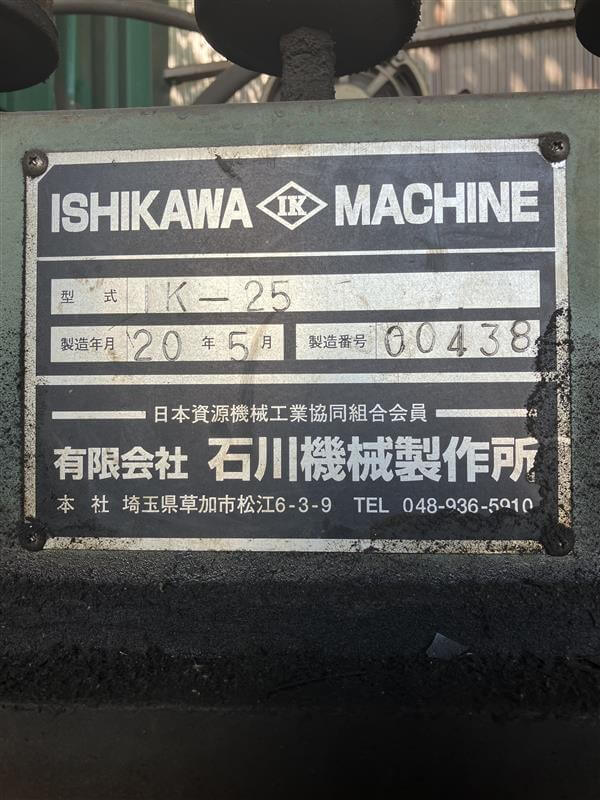 ISHIKAWA IK MACHINE
型式 IK-25
製造年月 20年5月 製造番号 00438
日本資源機械工業協同組合会員
有限会社 石川機械製作所
本社 埼玉県草加市松江6-3-9 TEL 048-936-5910